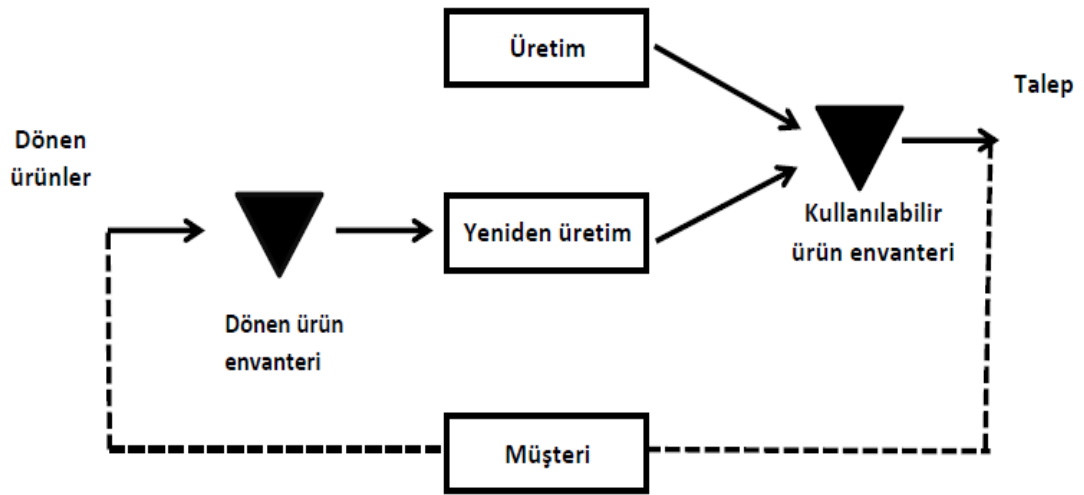 Üretim
Talep
Dönen
ürünler
Yeniden üretim
Kullanılabilir
ürün envanteri
Dönen ürün
envanteri
Müşteri